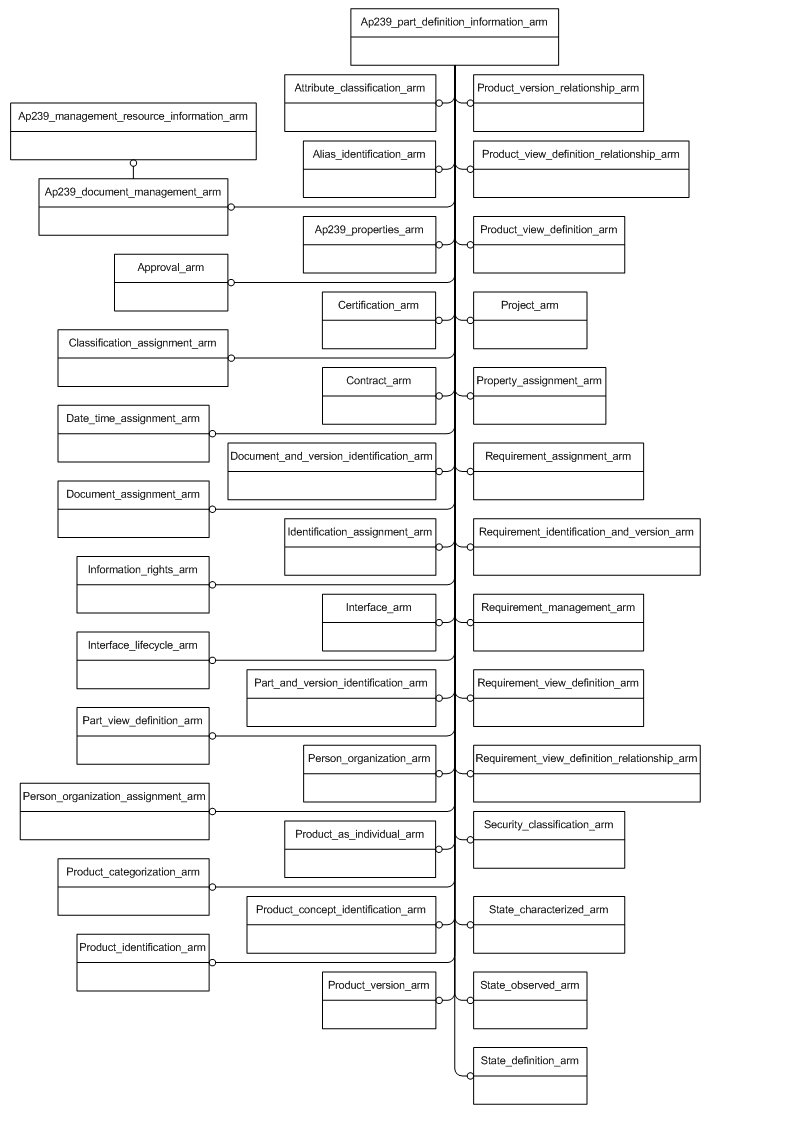 Ap239_part_definition_information_arm
Attribute_classification_arm
Product_version_relationship_arm
Ap239_management_resource_information_arm
Alias_identification_arm
Product_view_definition_relationship_arm
Ap239_document_management_arm
Ap239_properties_arm
Product_view_definition_arm
Approval_arm
Certification_arm
Project_arm
Classification_assignment_arm
Contract_arm
Property_assignment_arm
Date_time_assignment_arm
Document_and_version_identification_arm
Requirement_assignment_arm
Document_assignment_arm
Identification_assignment_arm
Requirement_identification_and_version_arm
Information_rights_arm
Interface_arm
Requirement_management_arm
Interface_lifecycle_arm
Part_and_version_identification_arm
Requirement_view_definition_arm
Part_view_definition_arm
Person_organization_arm
Requirement_view_definition_relationship_arm
Person_organization_assignment_arm
Product_as_individual_arm
Security_classification_arm
Product_categorization_arm
Product_concept_identification_arm
State_characterized_arm
Product_identification_arm
Product_version_arm
State_observed_arm
State_definition_arm